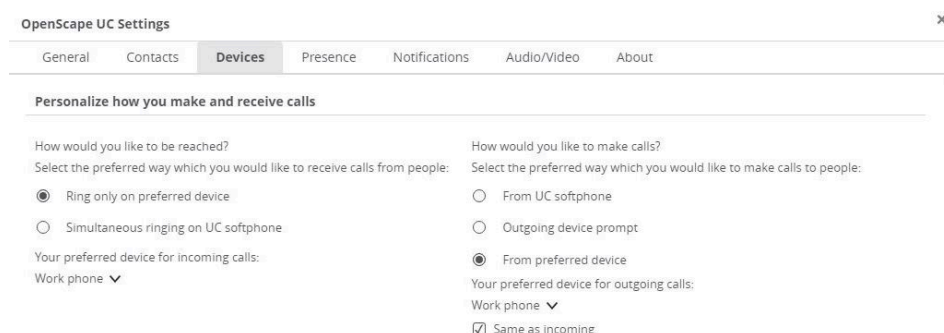 OpenScape UC Settings
General Contacts Devices Presence Notifications Audio/Video About
Personalize how you make and receive calls
How would you like to be reached?
Select the preferred way which you would like to receive calls from people:
Ring only on preferred device
Simultaneous ringing on UC softphone
Your preferred device for incoming calls:
Work phone
How would you like to make calls?
Select the preferred way which you would like to make calls to people:
From UC softphone
Outgoing device prompt
From preferred device
Your preferred device for outgoing calls:
Work phone
Same as incoming